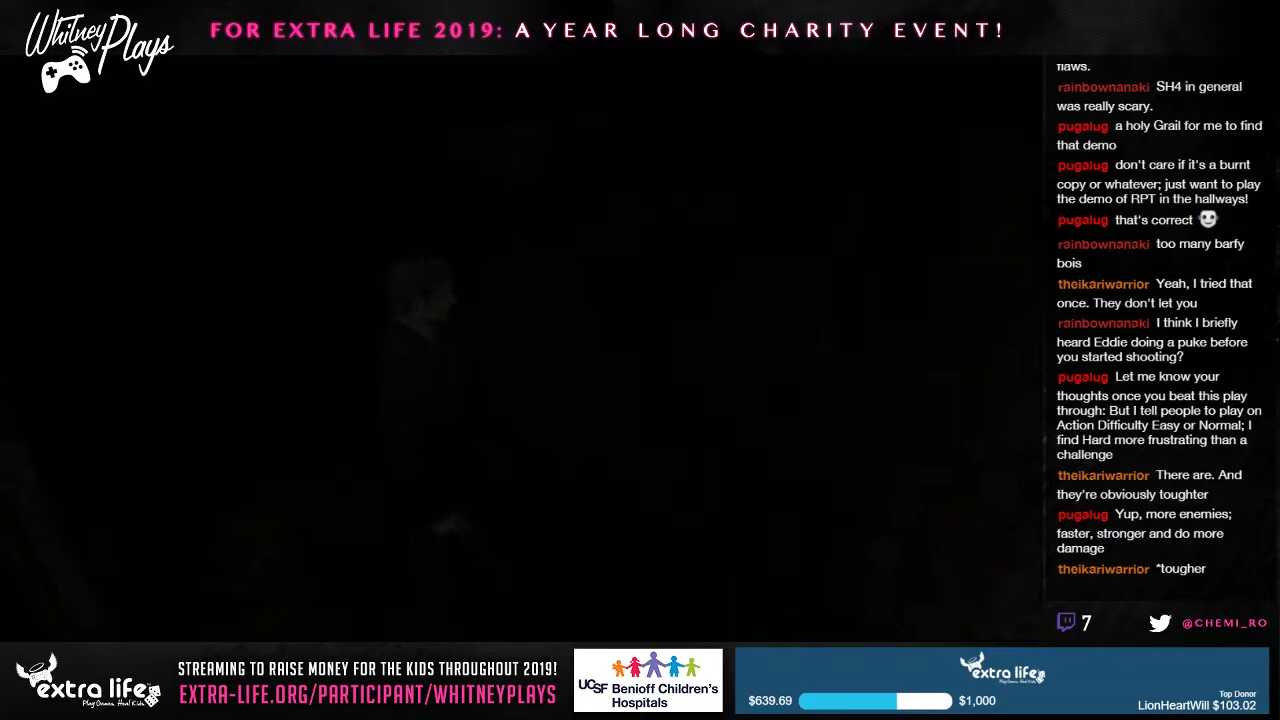 Whitney Plays
FOR EXTRA LIFE 2019: A YEAR LONG CHARITY EVENT!
flaws.
rainbownanaki SH4 in general
was really scary.
pugalug a holy Grail for me to find
that demo
pugalug don't care if it's a burnt
copy or whatever; just want to play
the demo of RPT in the hallways!
pugalug that's correct
rainbownanaki too many barfy
bois
theikariwarrior Yeah, I tried that
once. They don't let you
rainbownanaki I think I briefly
heard Eddie doing a puke before
you started shooting?
pugalug Let me know your
thoughts once you beat this play
through: But I tell people to play on
Action Difficulty Easy or Normal; I
find Hard more frustrating than a
challenge
theikariwarrior There are. And
they're obviously toughter
pugalug Yup, more enemies;
faster, stronger and do more
damage
theikariwarrior *tougher
7 @CHEMI_RO
extra life
Play Games. Heal Kids.
STREAMING TO RAISE MONEY FOR THE KIDS THROUGHOUT 2019!
EXTRA-LIFE.ORG/PARTICIPANT/WHITNEYPLAYS
UCSF Benioff Children's
Hospitals
extra life
Play Games. Heal Kids.
$639.69 $1,000
Top Donor
LionHeartWill $103.02